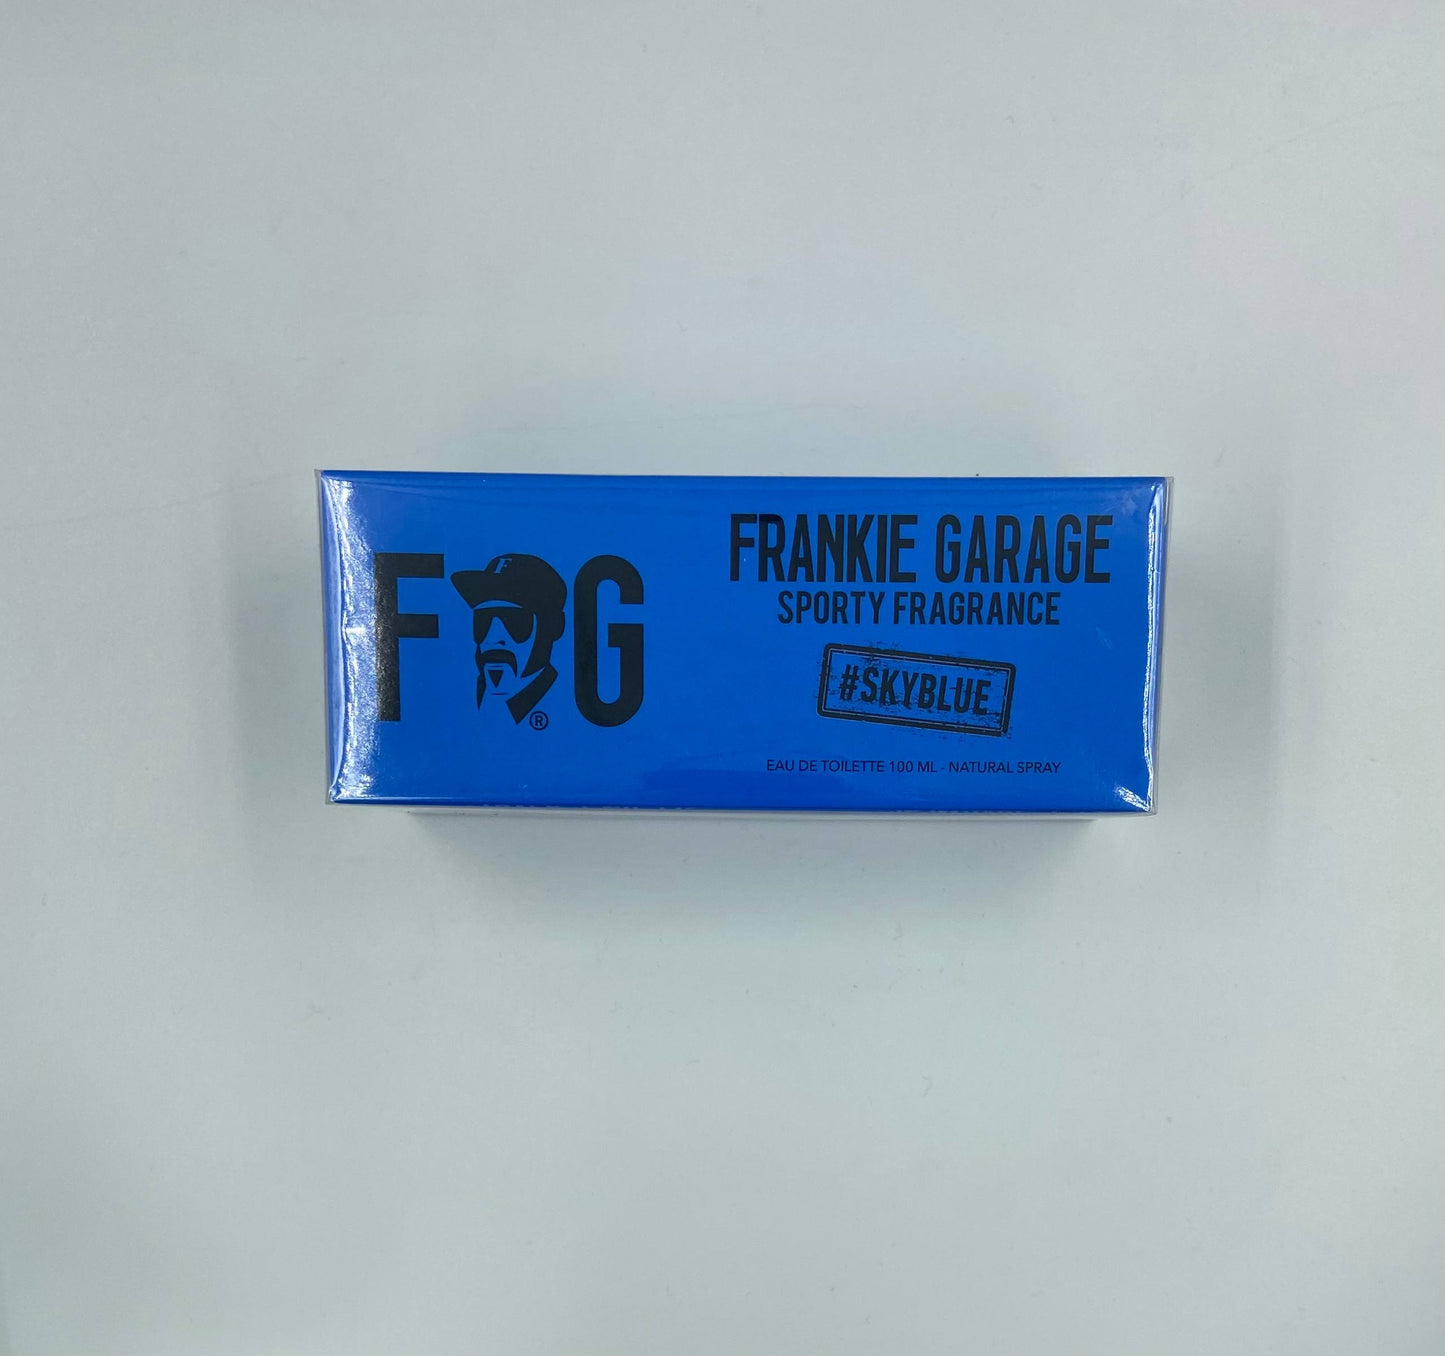 F G
F
®
FRANKIE GARAGE
SPORTY FRAGRANCE
#SKYBLUE
EAU DE TOILETTE 100 ML - NATURAL SPRAY